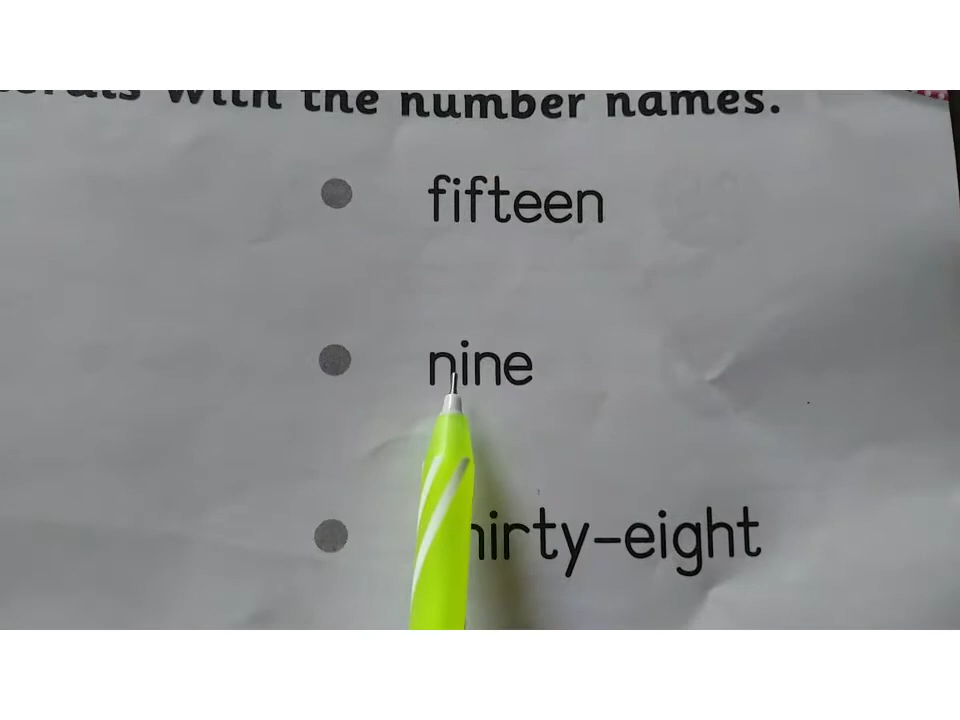 with the number names.
fifteen
nine
hirty-eight